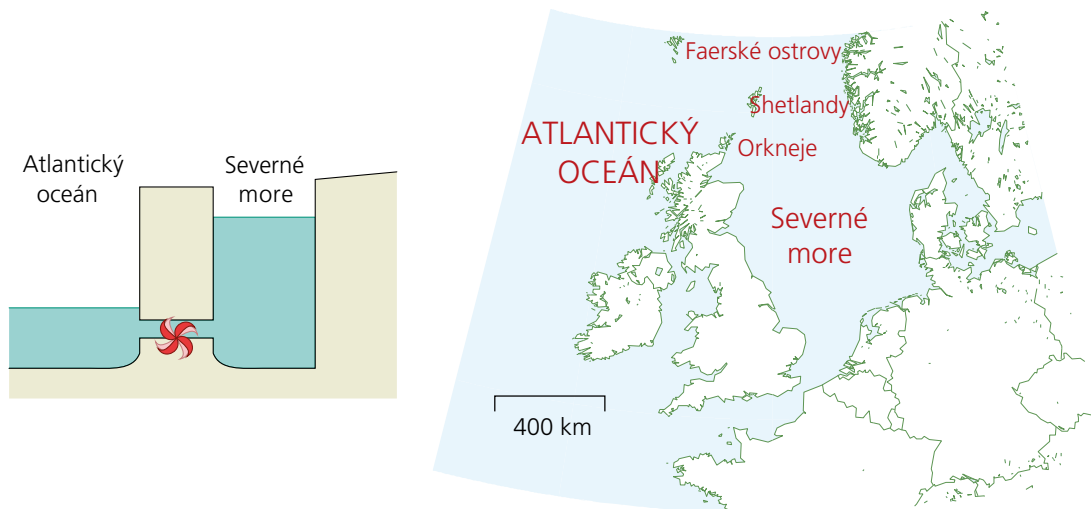 Atlantický
oceán
Severné
more
Faerské ostrovy
Shetlandy
ATLANTICKÝ
OCEÁN
Orkneje
Severné
more
400 km